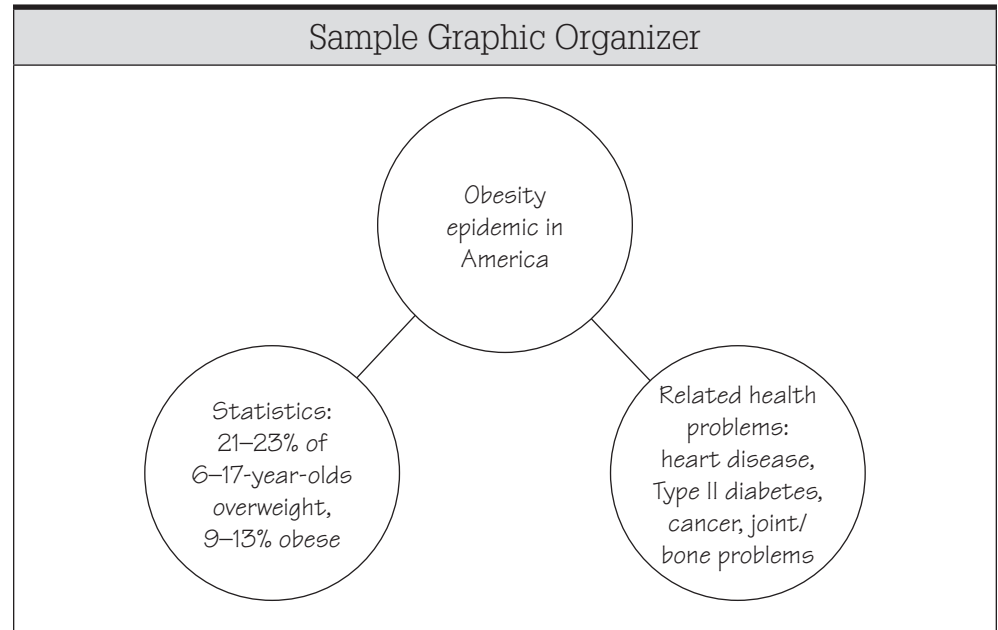 Sample Graphic Organizer
Obesity
epidemic in
America
Statistics:
21–23% of
6–17-year-olds
overweight,
9–13% obese
Related health
problems:
heart disease,
Type II diabetes,
cancer, joint/
bone problems